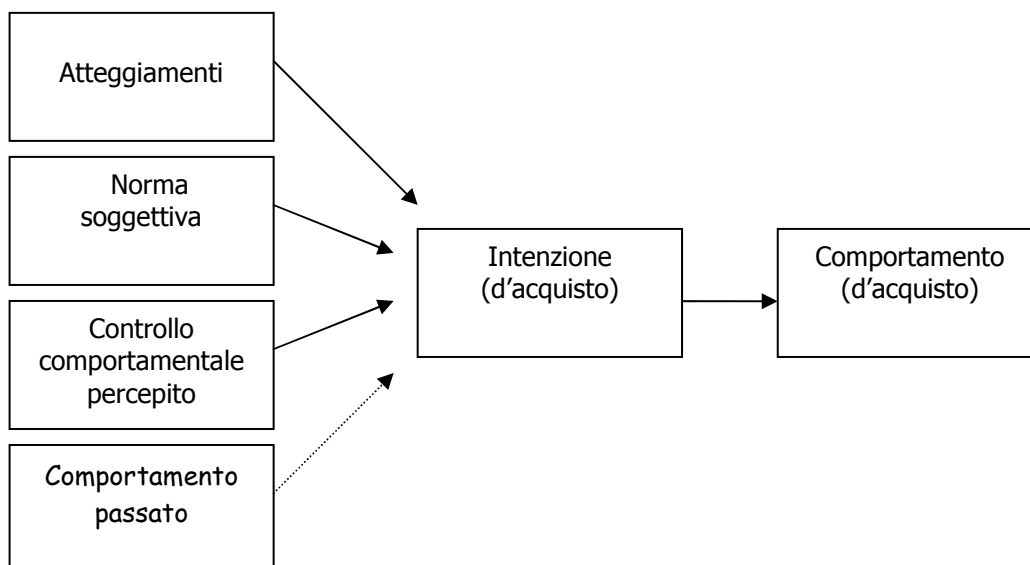 Atteggiamenti
Norma
soggettiva
Controllo
comportamentale
percepito
Comportamento
passato
Intenzione
(d’acquisto)
Comportamento
(d’acquisto)